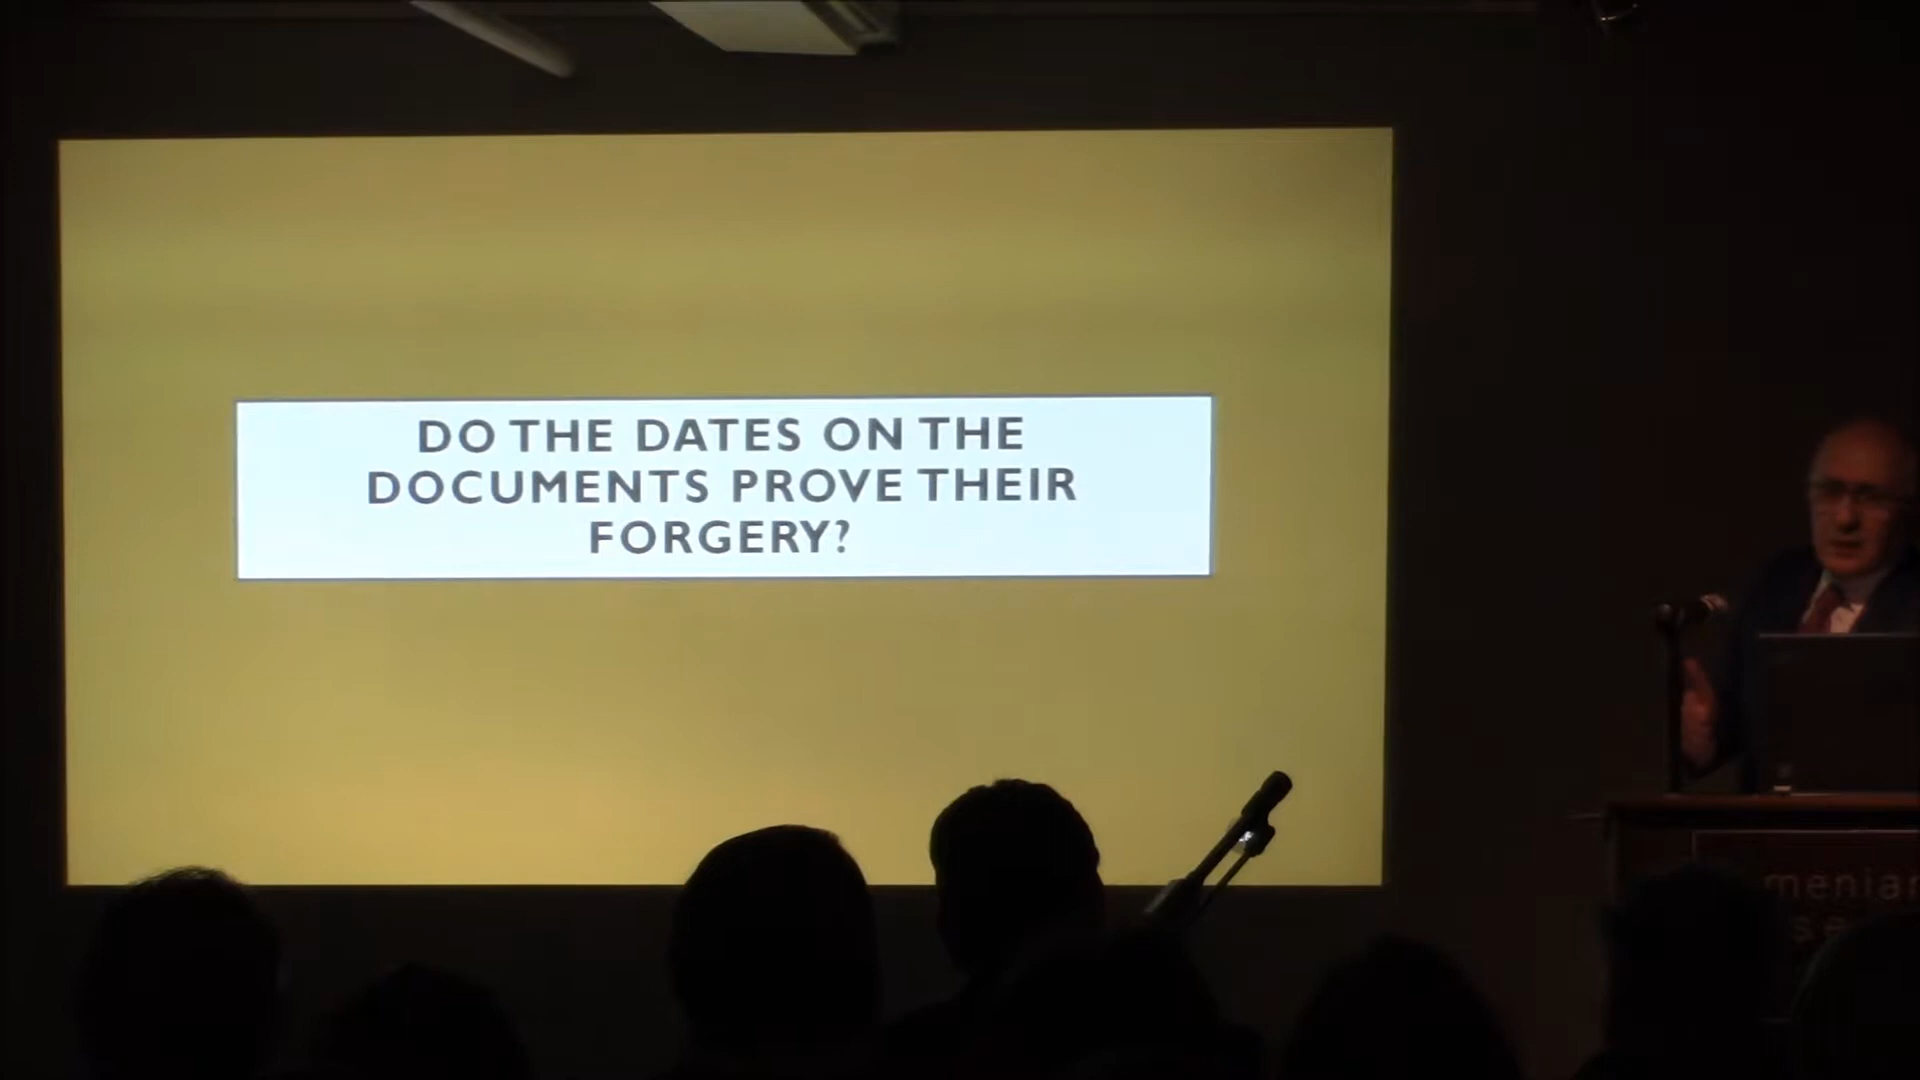 DO THE DATES ON THE
DOCUMENTS PROVE THEIR
FORGERY?